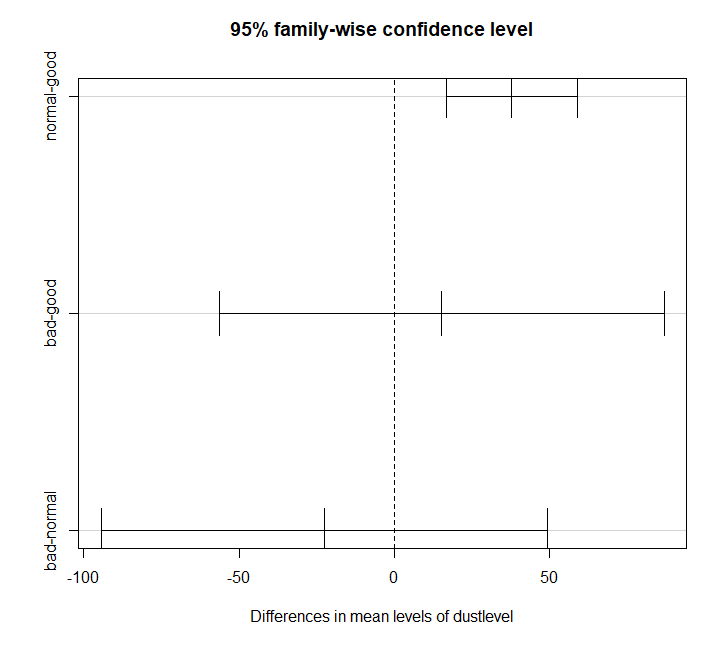 95% family-wise confidence level
normal-good
bad-good
bad-normal
-100 -50 0 50
Differences in mean levels of dustlevel